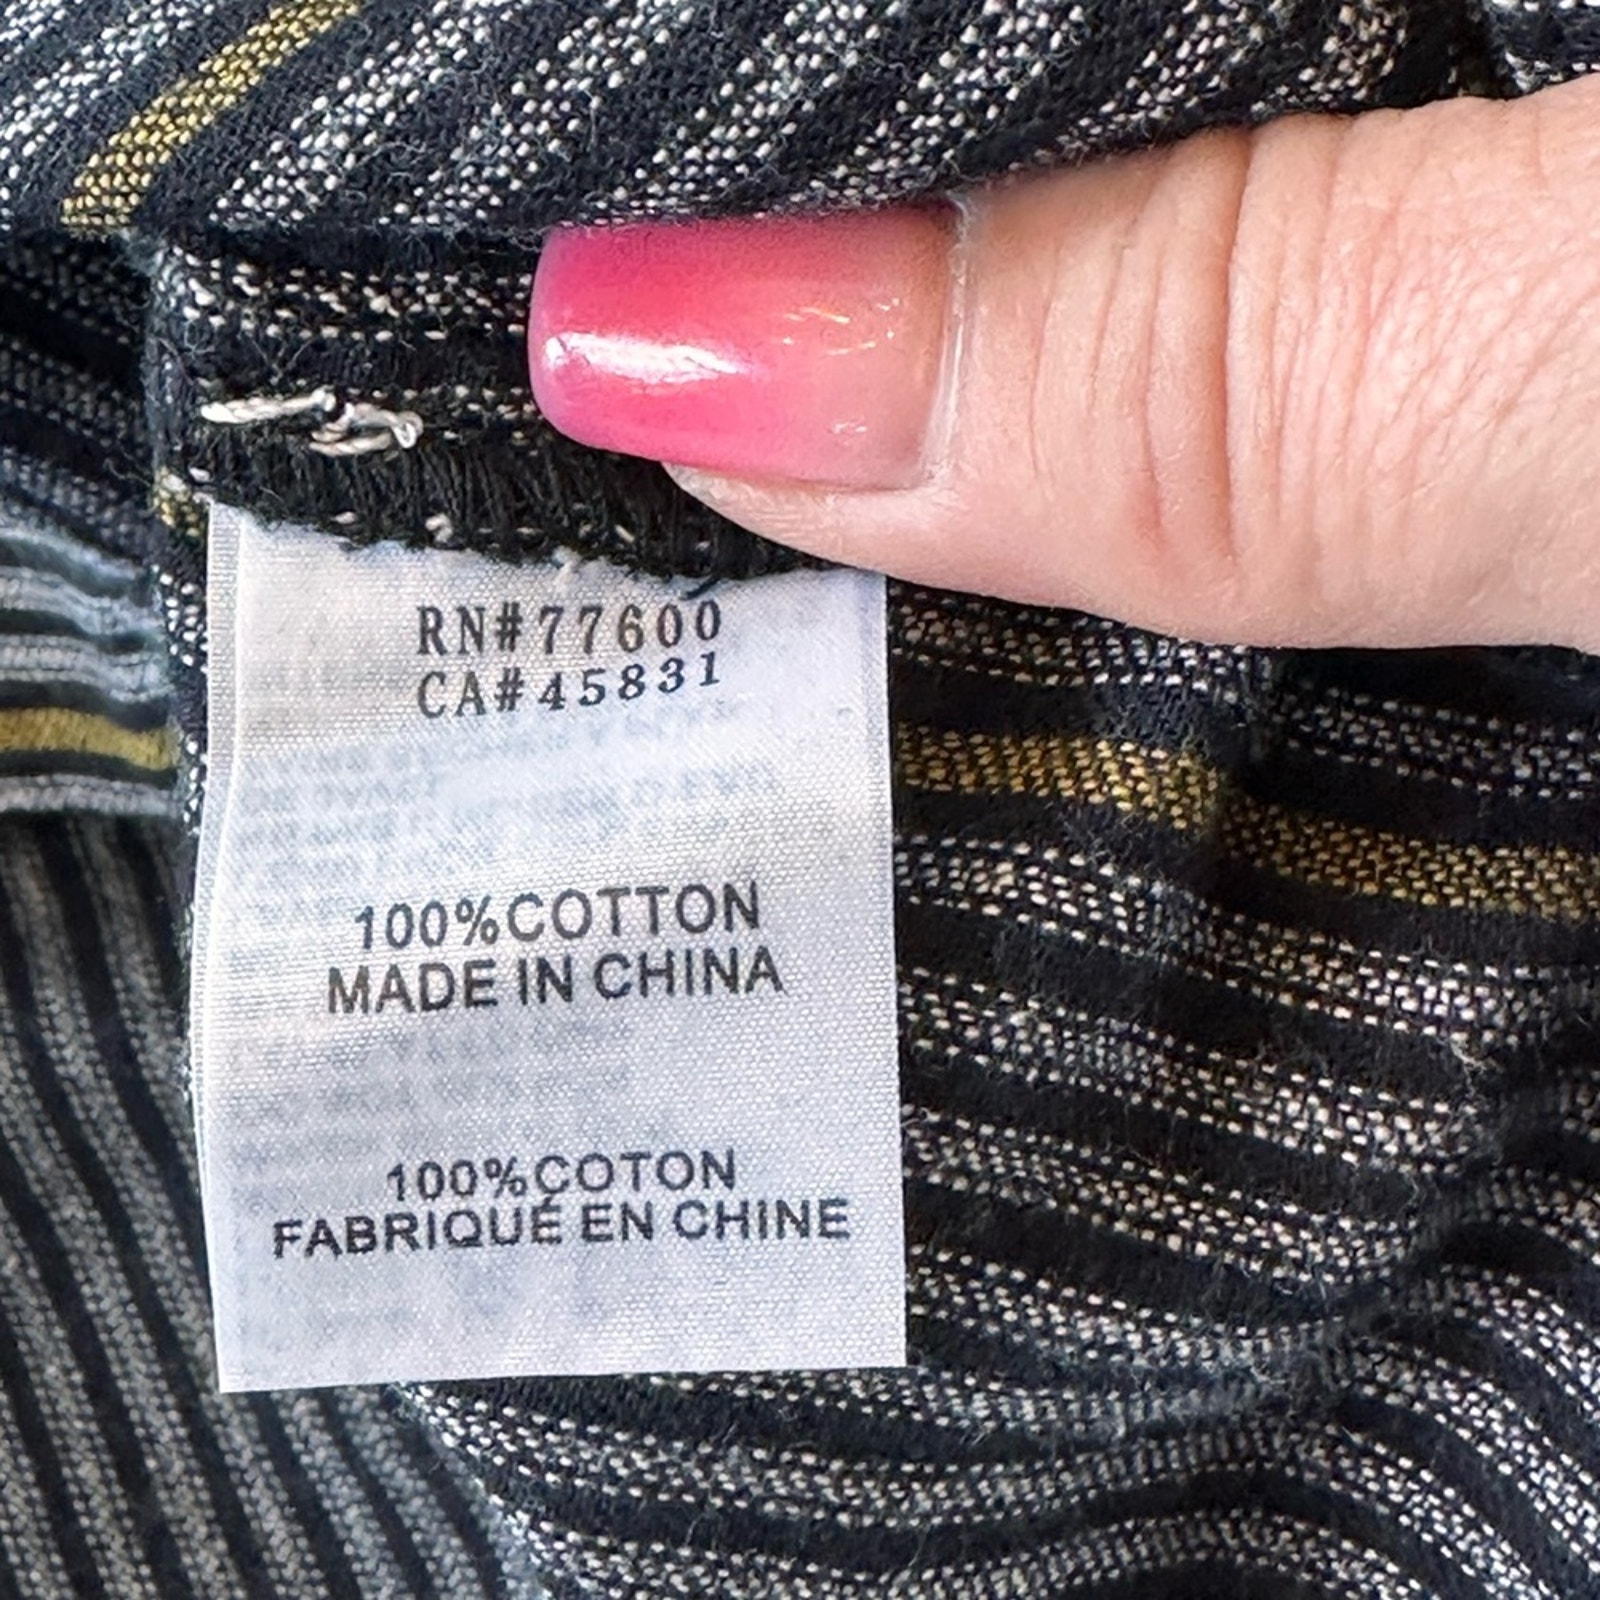 RN#77600
CA#45831
100%COTTON
MADE IN CHINA
100%COTON
FABRIQUÉ EN CHINE